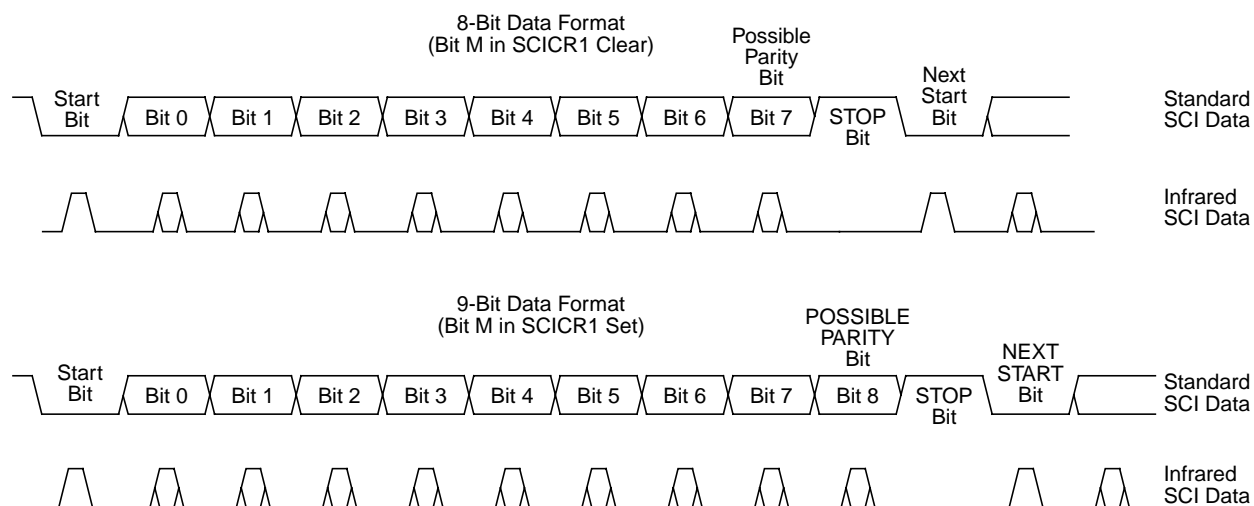 8-Bit Data Format
(Bit M in SCICR1 Clear)
Possible
Parity
Bit
Start
Bit
Bit 0
Bit 1
Bit 2
Bit 3
Bit 4
Bit 5
Bit 6
Bit 7
STOP
Bit
Next
Start
Bit
Standard
SCI Data
Infrared
SCI Data
9-Bit Data Format
(Bit M in SCICR1 Set)
POSSIBLE
PARITY
Bit
Start
Bit
Bit 0
Bit 1
Bit 2
Bit 3
Bit 4
Bit 5
Bit 6
Bit 7
Bit 8
STOP
Bit
NEXT
START
Bit
Standard
SCI Data
Infrared
SCI Data